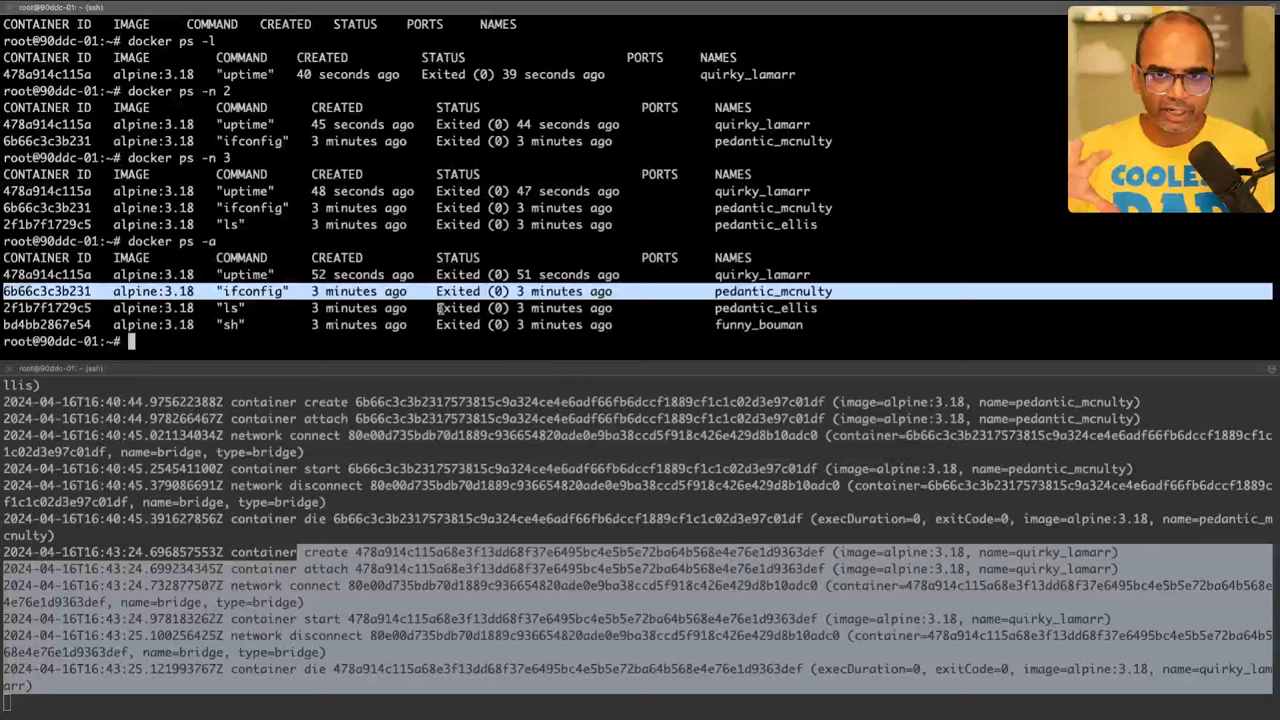 root@90ddc-01: ~ (ssh)
CONTAINER ID IMAGE COMMAND CREATED STATUS PORTS NAMES
root@90ddc-01:~# docker ps -l
CONTAINER ID IMAGE COMMAND CREATED STATUS PORTS NAMES
478a914c115a alpine:3.18 "uptime" 40 seconds ago Exited (0) 39 seconds ago quirky_lamarr
root@90ddc-01:~# docker ps -n 2
CONTAINER ID IMAGE COMMAND CREATED STATUS PORTS NAMES
478a914c115a alpine:3.18 "uptime" 45 seconds ago Exited (0) 44 seconds ago quirky_lamarr
6b66c3c3b231 alpine:3.18 "ifconfig" 3 minutes ago Exited (0) 3 minutes ago pedantic_mcnulty
root@90ddc-01:~# docker ps -n 3
CONTAINER ID IMAGE COMMAND CREATED STATUS PORTS NAMES
478a914c115a alpine:3.18 "uptime" 48 seconds ago Exited (0) 47 seconds ago quirky_lamarr
6b66c3c3b231 alpine:3.18 "ifconfig" 3 minutes ago Exited (0) 3 minutes ago pedantic_mcnulty
2f1b7f1729c5 alpine:3.18 "ls" 3 minutes ago Exited (0) 3 minutes ago pedantic_ellis
root@90ddc-01:~# docker ps -a
CONTAINER ID IMAGE COMMAND CREATED STATUS PORTS NAMES
478a914c115a alpine:3.18 "uptime" 52 seconds ago Exited (0) 51 seconds ago quirky_lamarr
6b66c3c3b231 alpine:3.18 "ifconfig" 3 minutes ago Exited (0) 3 minutes ago pedantic_mcnulty
2f1b7f1729c5 alpine:3.18 "ls" 3 minutes ago Exited (0) 3 minutes ago pedantic_ellis
bd4bb2867e54 alpine:3.18 "sh" 3 minutes ago Exited (0) 3 minutes ago funny_bouman
root@90ddc-01:~#
COOLES
DAD
root@90ddc-01: ~ (ssh)
llis)
2024-04-16T16:40:44.975622388Z container create 6b66c3c3b2317573815c9a324ce4e6adf66fb6dccf1889cf1c1c02d3e97c01df (image=alpine:3.18, name=pedantic_mcnulty)
2024-04-16T16:40:44.978266467Z container attach 6b66c3c3b2317573815c9a324ce4e6adf66fb6dccf1889cf1c1c02d3e97c01df (image=alpine:3.18, name=pedantic_mcnulty)
2024-04-16T16:40:45.021134034Z network connect 80e00d735bdb70d1889c936654820ade0e9ba38ccd5f918c426e429d8b10adc0 (container=6b66c3c3b2317573815c9a324ce4e6adf66fb6dccf1889cf1c
1c02d3e97c01df, name=bridge, type=bridge)
2024-04-16T16:40:45.254541100Z container start 6b66c3c3b2317573815c9a324ce4e6adf66fb6dccf1889cf1c1c02d3e97c01df (image=alpine:3.18, name=pedantic_mcnulty)
2024-04-16T16:40:45.379086691Z network disconnect 80e00d735bdb70d1889c936654820ade0e9ba38ccd5f918c426e429d8b10adc0 (container=6b66c3c3b2317573815c9a324ce4e6adf66fb6dccf1889c
f1c1c02d3e97c01df, name=bridge, type=bridge)
2024-04-16T16:40:45.391627856Z container die 6b66c3c3b2317573815c9a324ce4e6adf66fb6dccf1889cf1c1c02d3e97c01df (execDuration=0, exitCode=0, image=alpine:3.18, name=pedantic_m
cnulty)
2024-04-16T16:43:24.696857553Z container create 478a914c115a68e3f13dd68f37e6495bc4e5b5e72ba64b568e4e76e1d9363def (image=alpine:3.18, name=quirky_lamarr)
2024-04-16T16:43:24.699234345Z container attach 478a914c115a68e3f13dd68f37e6495bc4e5b5e72ba64b568e4e76e1d9363def (image=alpine:3.18, name=quirky_lamarr)
2024-04-16T16:43:24.732877507Z network connect 80e00d735bdb70d1889c936654820ade0e9ba38ccd5f918c426e429d8b10adc0 (container=478a914c115a68e3f13dd68f37e6495bc4e5b5e72ba64b568e
4e76e1d9363def, name=bridge, type=bridge)
2024-04-16T16:43:24.978183262Z container start 478a914c115a68e3f13dd68f37e6495bc4e5b5e72ba64b568e4e76e1d9363def (image=alpine:3.18, name=quirky_lamarr)
2024-04-16T16:43:25.100256425Z network disconnect 80e00d735bdb70d1889c936654820ade0e9ba38ccd5f918c426e429d8b10adc0 (container=478a914c115a68e3f13dd68f37e6495bc4e5b5e72ba64b5
68e4e76e1d9363def, name=bridge, type=bridge)
2024-04-16T16:43:25.121993767Z container die 478a914c115a68e3f13dd68f37e6495bc4e5b5e72ba64b568e4e76e1d9363def (execDuration=0, exitCode=0, image=alpine:3.18, name=quirky_lam
arr)